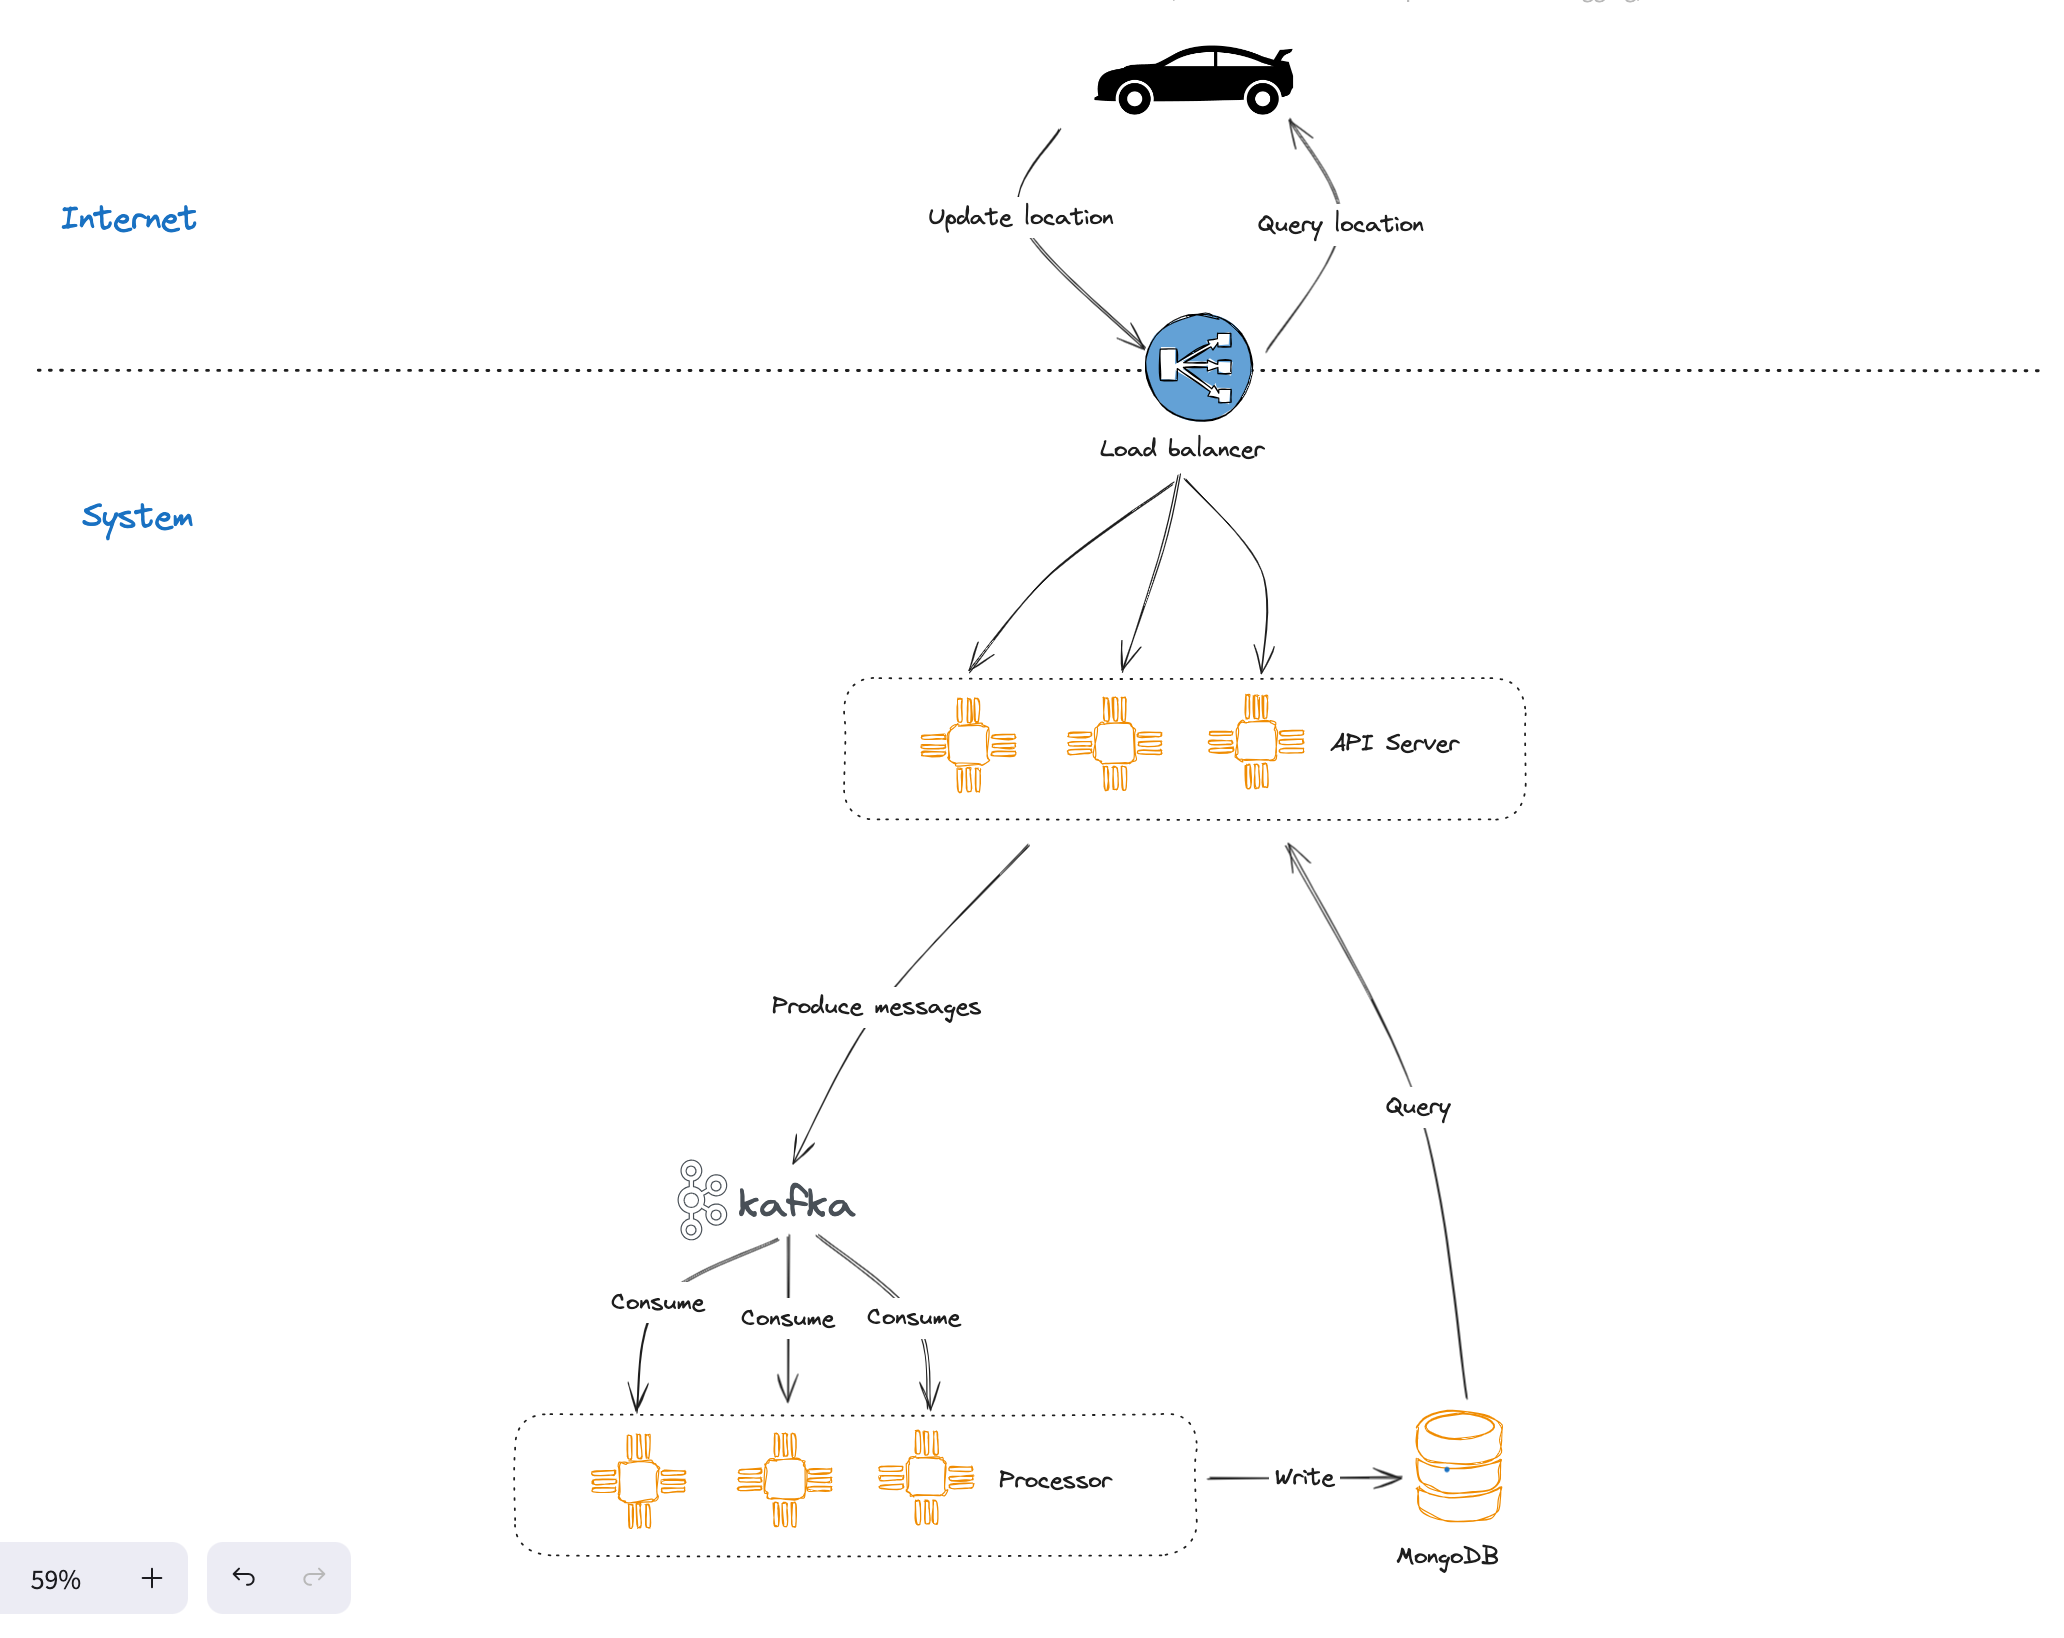 Update location
Query location
Internet
Load balancer
System
API Server
Produce messages
Query
kafka
Consume
Consume
Consume
Processor
Write
MongoDB
59%